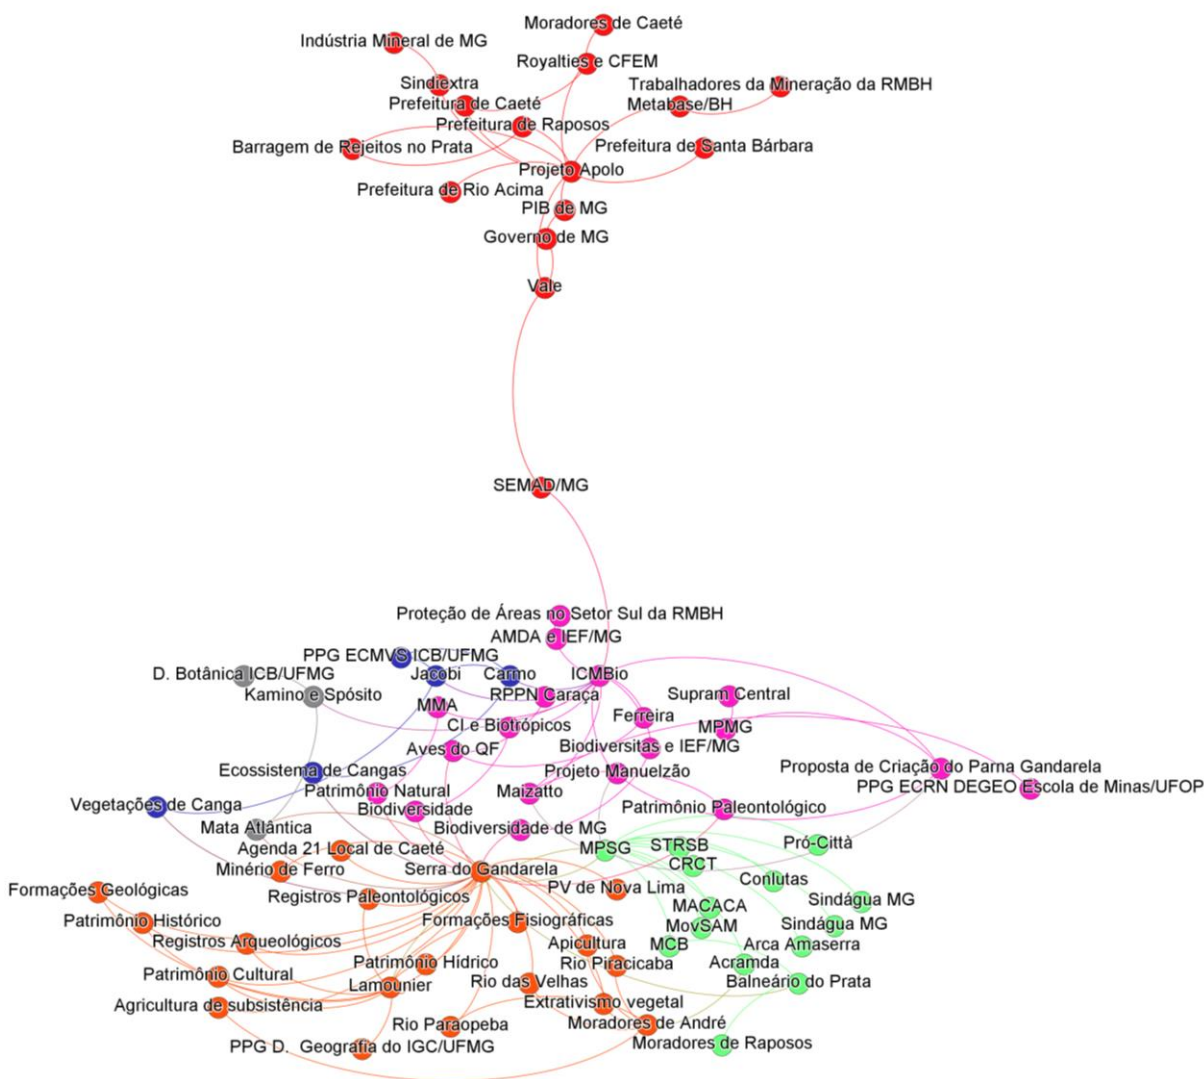 Moradores de Caeté
Indústria Mineral de MG
Royalties e CFEM
Sindiextra
Trabalhadores da Mineração da RMBH
Prefeitura de Caeté
Metabase/BH
Prefeitura de Raposos
Barragem de Rejeitos no Prata
Prefeitura de Santa Bárbara
Projeto Apolo
Prefeitura de Rio Acima
PIB de MG
Governo de MG
Vale
SEMAD/MG
Proteção de Áreas no Setor Sul da RMBH
AMDA e IEF/MG
PPG ECMVS ICB/UFMG
D. Botânica ICB/UFMG
Jacobi
Carmo
ICMBio
Kamino e Spósito
RPPN Caraça
Supram Central
MMA
Ferreira
CI e Biotrópicos
MPMG
Aves do QF
Biodiversitas e IEF/MG
Ecossistema de Cangas
Projeto Manuelzão
Proposta de Criação do Parna Gandarela
Patrimônio Natural
Maizatto
PPG ECRN DEGEO Escola de Minas/UFOP
Vegetações de Canga
Biodiversidade
Patrimônio Paleontológico
Mata Atlântica
Biodiversidade de MG
Agenda 21 Local de Caeté
MPSG
STRSB
Pró-Città
Minério de Ferro
Serra do Gandarela
CRCT
Formações Geológicas
PV de Nova Lima
Conlutas
Registros Paleontológicos
Sindágua MG
Patrimônio Histórico
Formações Fisiográficas
MACACA
MovSAM
Sindágua MG
Registros Arqueológicos
Apicultura
MCB
Arca Amaserra
Patrimônio Hídrico
Rio Piracicaba
Acramda
Patrimônio Cultural
Lamounier
Rio das Velhas
Balneário do Prata
Agricultura de subsistência
Extrativismo vegetal
Rio Paraopeba
Moradores de André
PPG D. Geografia do IGC/UFMG
Moradores de Raposos